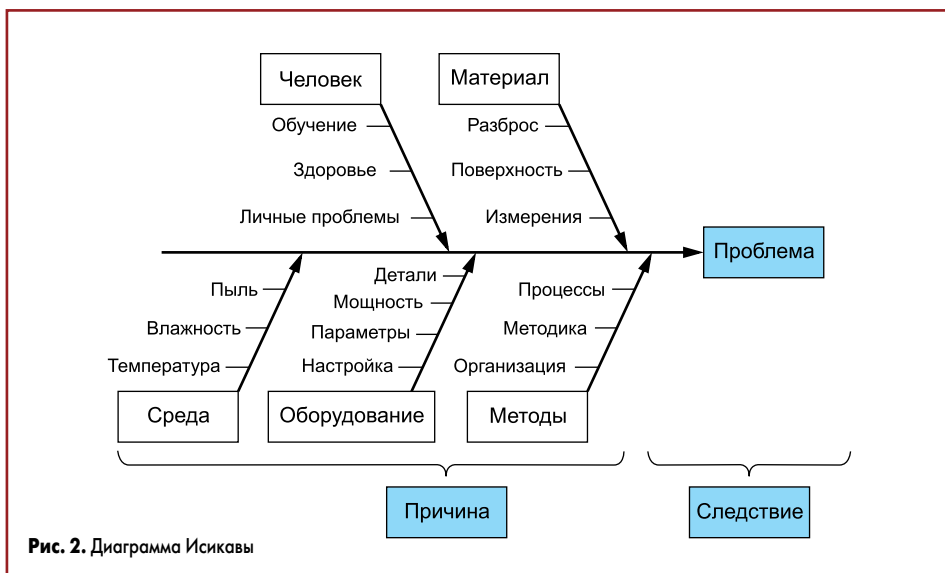 Человек
Материал
Обучение
Разброс
Здоровье
Поверхность
Личные проблемы
Измерения
Проблема
Детали
Пыль
Процессы
Мощность
Влажность
Параметры
Методика
Температура
Настройка
Организация
Среда
Оборудование
Методы
Причина
Следствие
Рис. 2. Диаграмма Исикавы